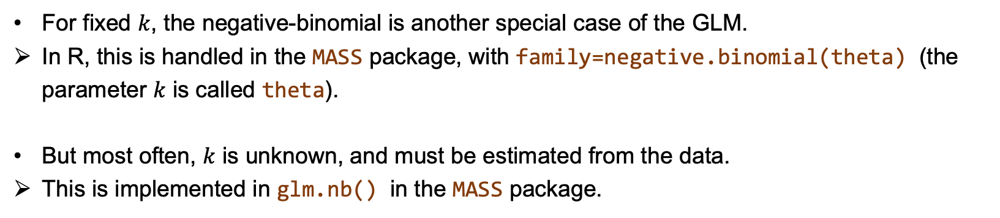 • For fixed k, the negative-binomial is another special case of the GLM.
➢ In R, this is handled in the MASS package, with family=negative.binomial(theta) (the
parameter k is called theta).
• But most often, k is unknown, and must be estimated from the data.
➢ This is implemented in glm.nb() in the MASS package.